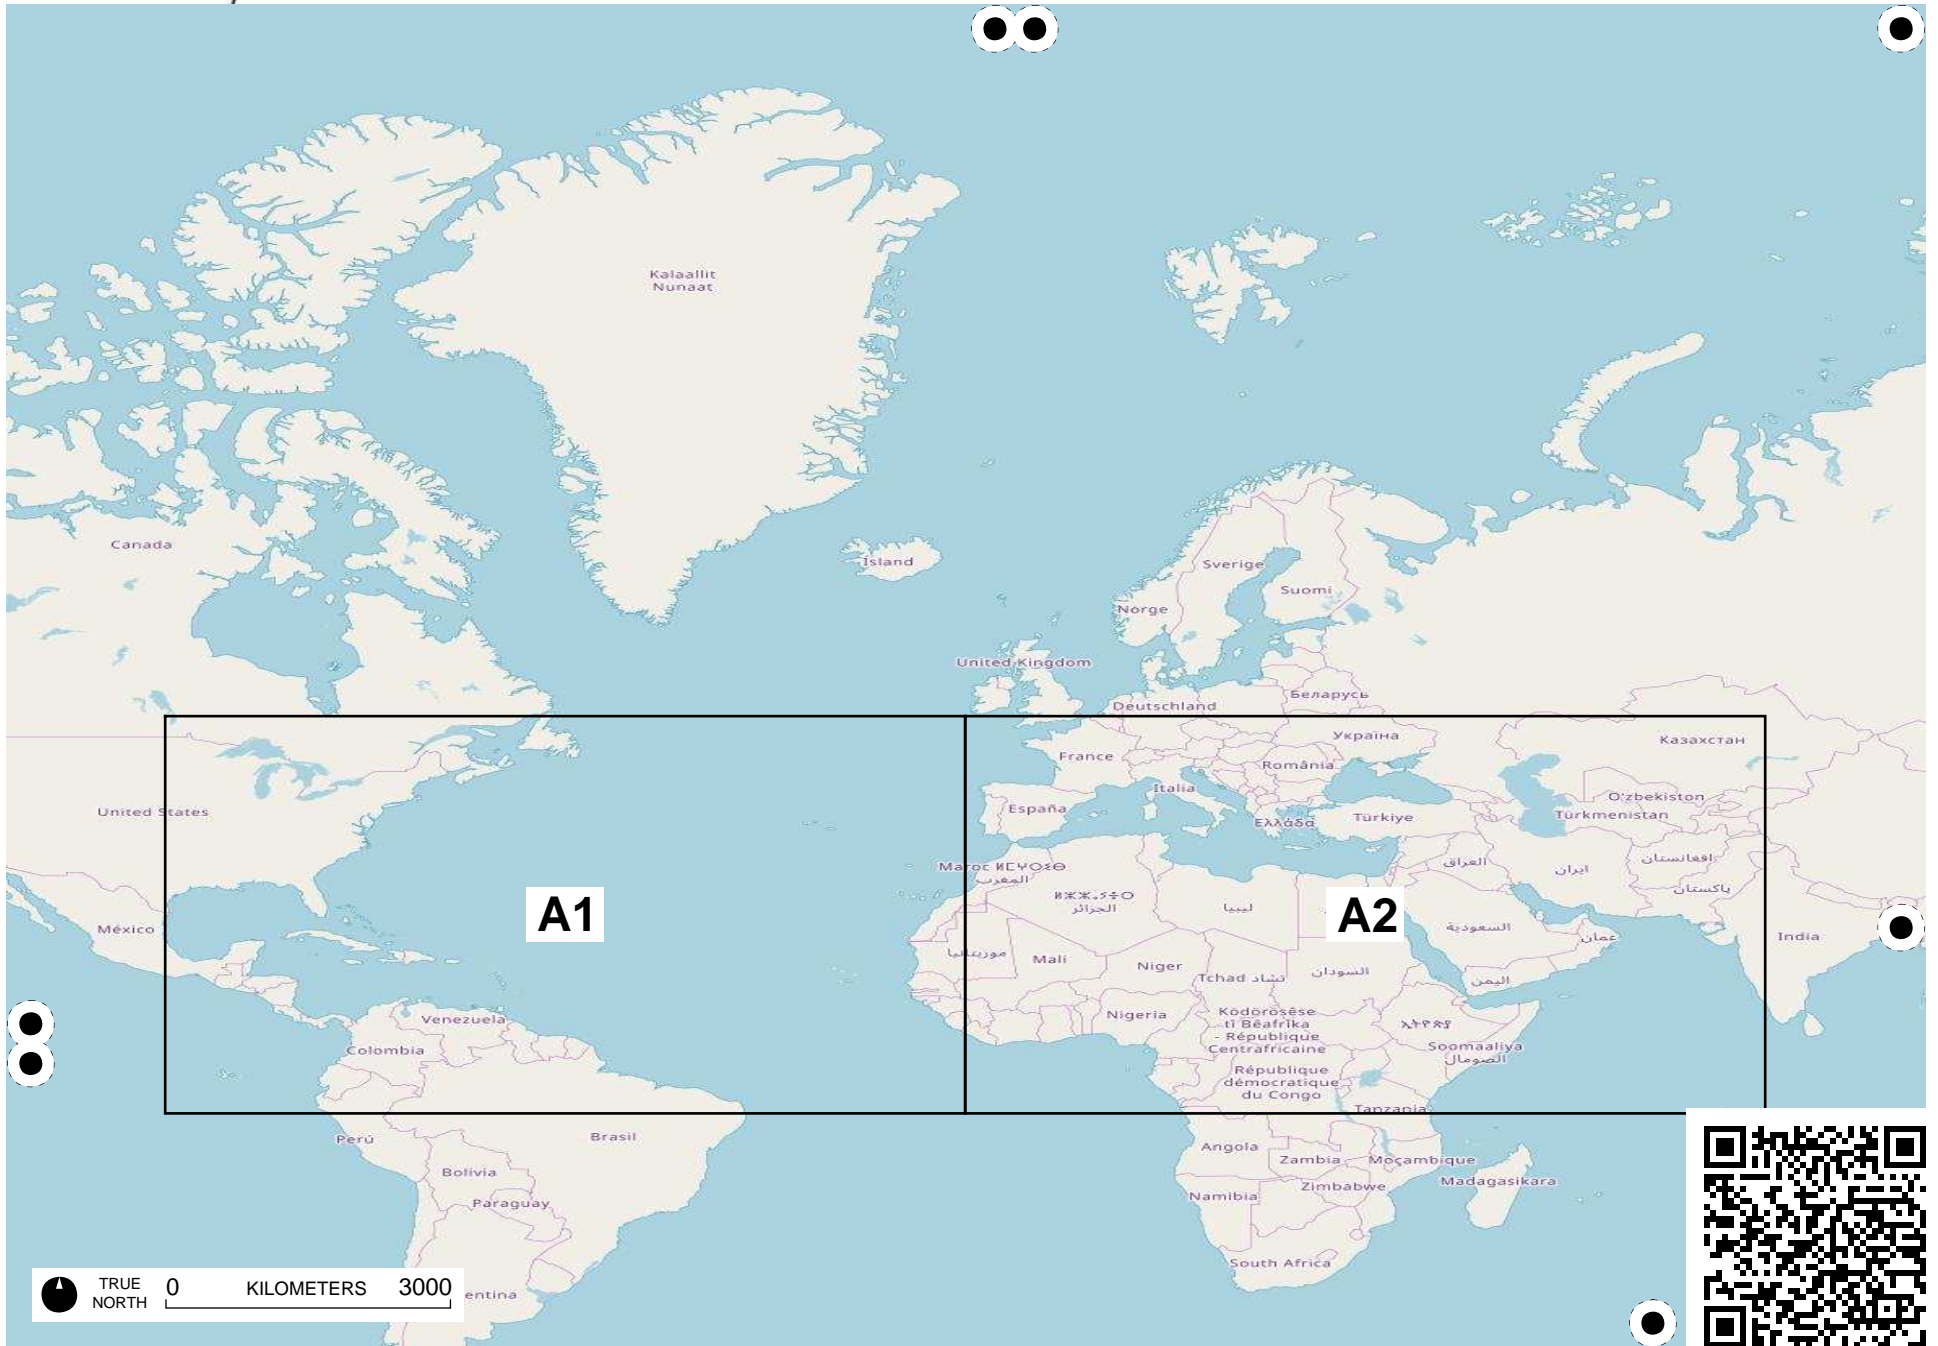 Kalaallit
Nunaat
Canada
Ísland
Sverige
Suomi
Norge
United Kingdom
Беларусь
Deutschland
Україна
Казахстан
France
România
Italia
O'zbekiston
España
United States
Ελλάδα
Türkiye
Türkmenistan
Maroc ⵍⵎⵖⵔⵉⴱ
المغرب
العراق
ایران
افغانستان
پاکستان
الجزائر
ليبيا
A1
A2
México
السعودية
عمان
India
موريتانيا
Mali
Niger
Tchad تشاد
السودان
اليمن
Venezuela
Nigeria
Ködörösêse
tî Bêafrîka
- République
Centrafricaine
Colombia
Soomaaliya
الصومال
République
démocratique
du Congo
Tanzania
Perú
Brasil
Angola
Zambia
Moçambique
Bolivia
Madagasikara
Paraguay
Namibia
Zimbabwe
South Africa
TRUE
NORTH
0 KILOMETERS 3000
entina